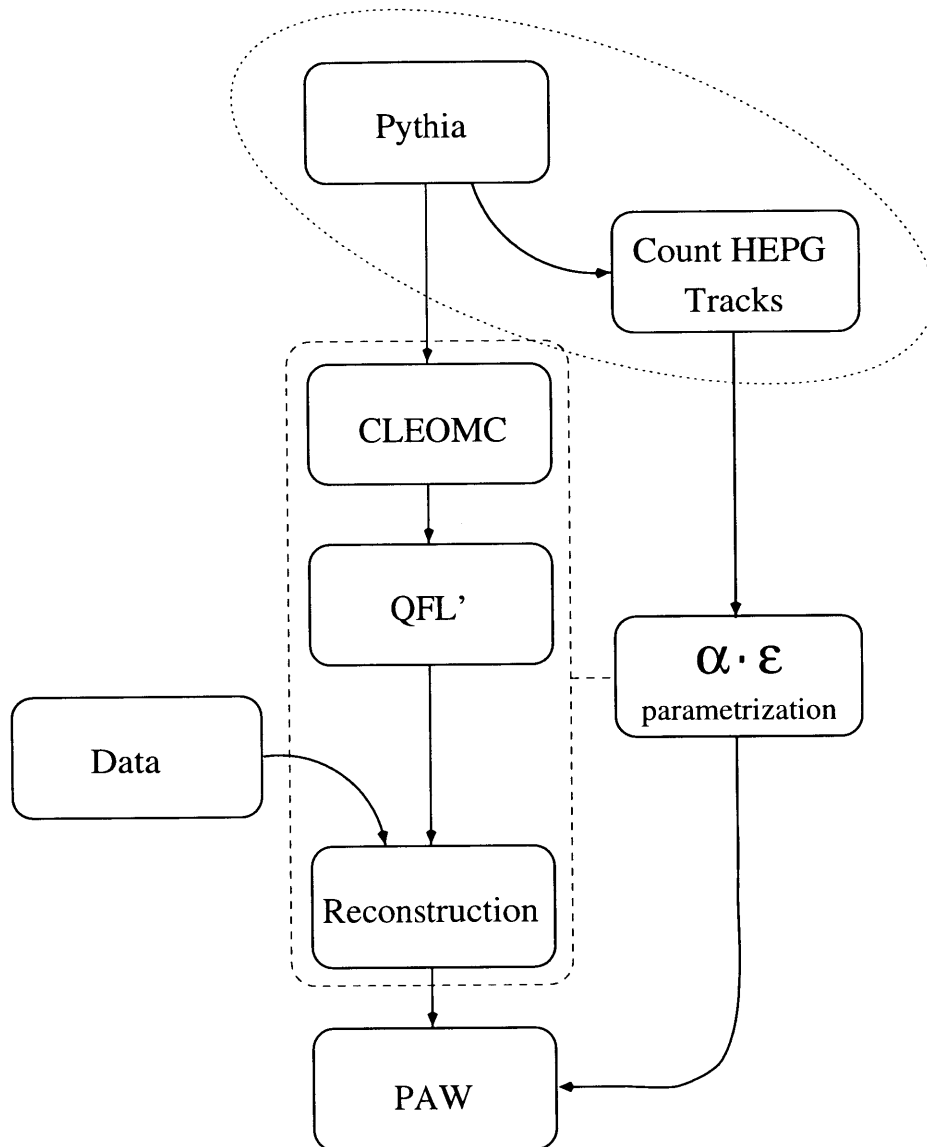 Pythia
Count HEPG
Tracks
CLEOMC
QFL’
α · ε
parametrization
Data
Reconstruction
PAW